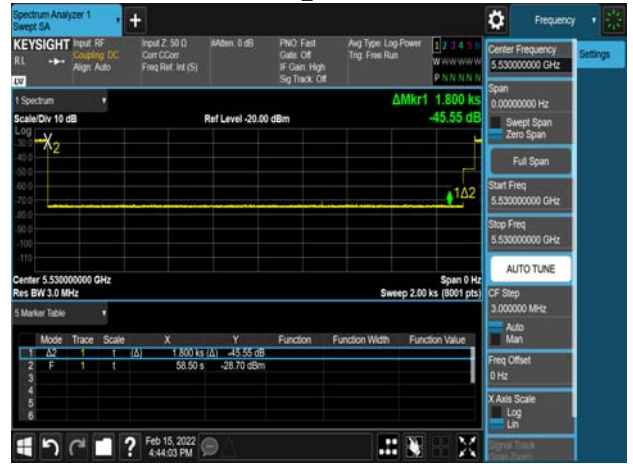 Spectrum Analyzer 1
Swept SA
+
Frequency
KEYSIGHT Input: RF Input Z: 50 Ω #Atten: 0 dB PNO: Fast Avg Type: Log-Power 1 2 3 4 5 6
RL Coupling: DC Corr CCorr Gate: Off Trig: Free Run W W W W W W
Align: Auto Freq Ref: Int (S) IF Gain: High P N N N N N
Sig Track: Off
LVI
1 Spectrum
ΔMkr1 1.800 ks
Scale/Div 10 dB Ref Level -20.00 dBm -45.55 dB
Log
-30.0
-40.0
-50.0
-60.0
-70.0
-80.0
-90.0
-100
-110
X2
1Δ2
Center 5.530000000 GHz Span 0 Hz
Res BW 3.0 MHz Sweep 2.00 ks (8001 pts)
5 Marker Table
Mode Trace Scale X Y Function Function Width Function Value
1 Δ2 1 t (Δ) 1.800 ks (Δ) -45.55 dB
2 F 1 t 58.50 s -28.70 dBm
3
4
5
6
Feb 15, 2022
4:44:03 PM
?
Center Frequency
5.530000000 GHz
Settings
Span
0.00000000 Hz
Swept Span
Zero Span
Full Span
Start Freq
5.530000000 GHz
Stop Freq
5.530000000 GHz
AUTO TUNE
CF Step
3.000000 MHz
Auto
Man
Freq Offset
0 Hz
X Axis Scale
Log
Lin
Signal Track
(Span Zoom)